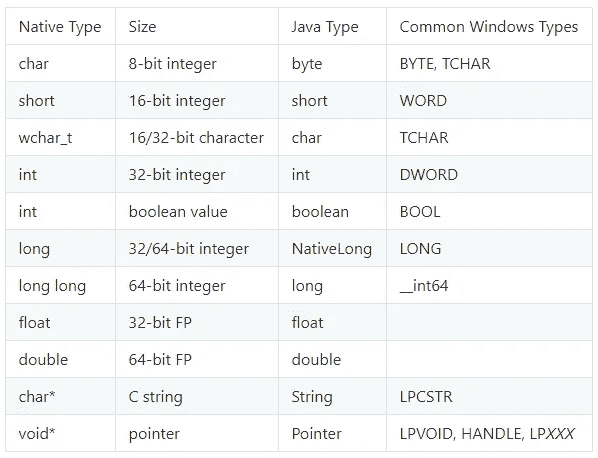 Native Type Size Java Type Common Windows Types
char 8-bit integer byte BYTE, TCHAR
short 16-bit integer short WORD
wchar_t 16/32-bit character char TCHAR
int 32-bit integer int DWORD
int boolean value boolean BOOL
long 32/64-bit integer NativeLong LONG
long long 64-bit integer long __int64
float 32-bit FP float
double 64-bit FP double
char* C string String LPCSTR
void* pointer Pointer LPVOID, HANDLE, LPXXX